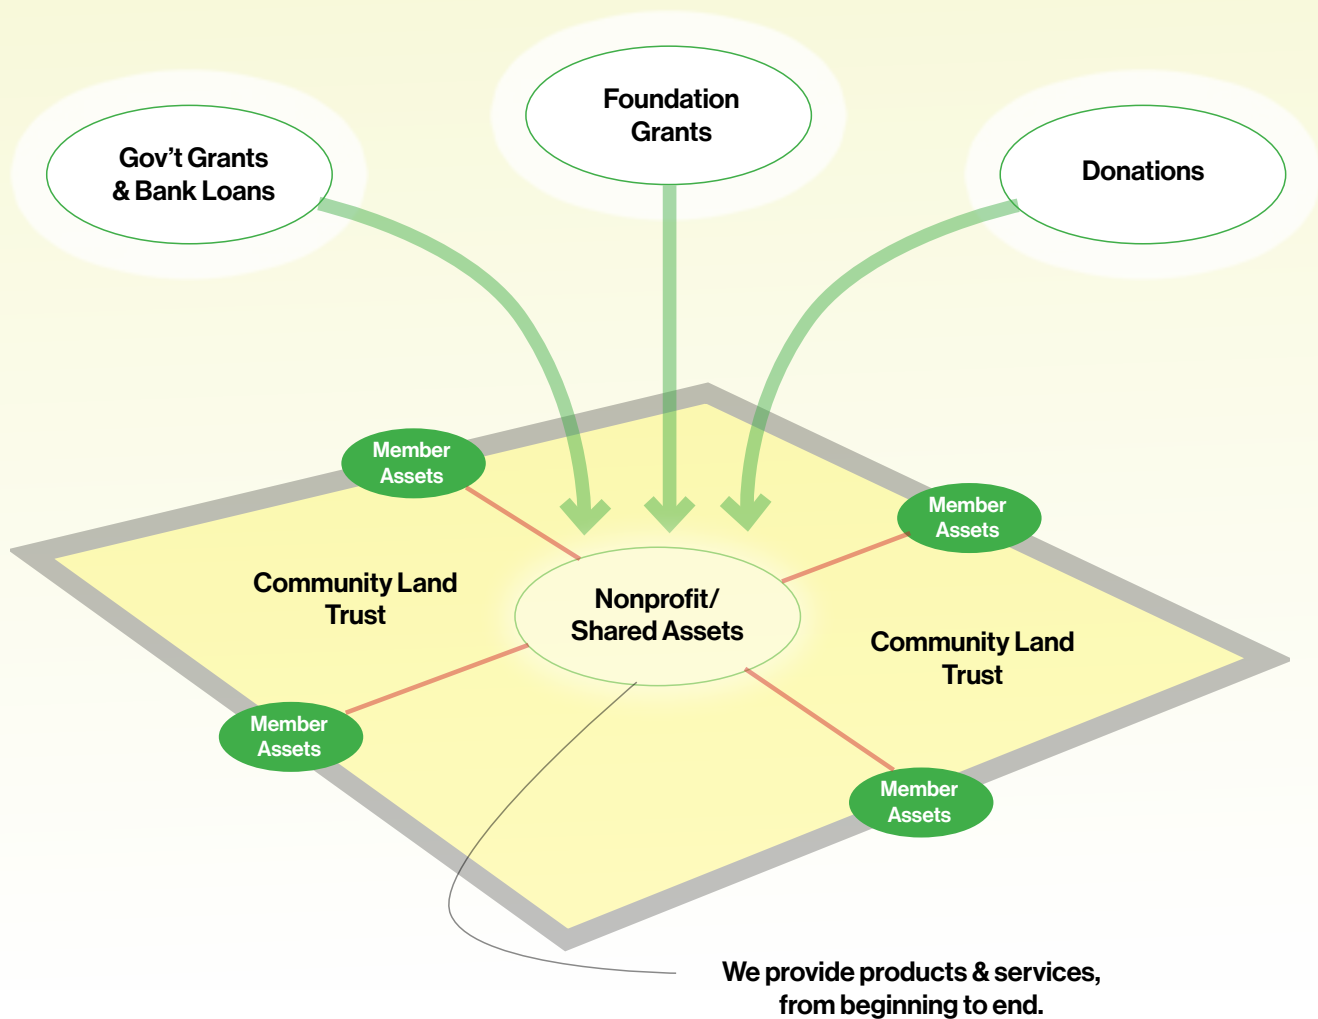 Foundation
Grants
Gov’t Grants
& Bank Loans
Donations
Member
Assets
Member
Assets
Community Land
Trust
Nonprofit/
Shared Assets
Community Land
Trust
Member
Assets
Member
Assets
We provide products & services,
from beginning to end.